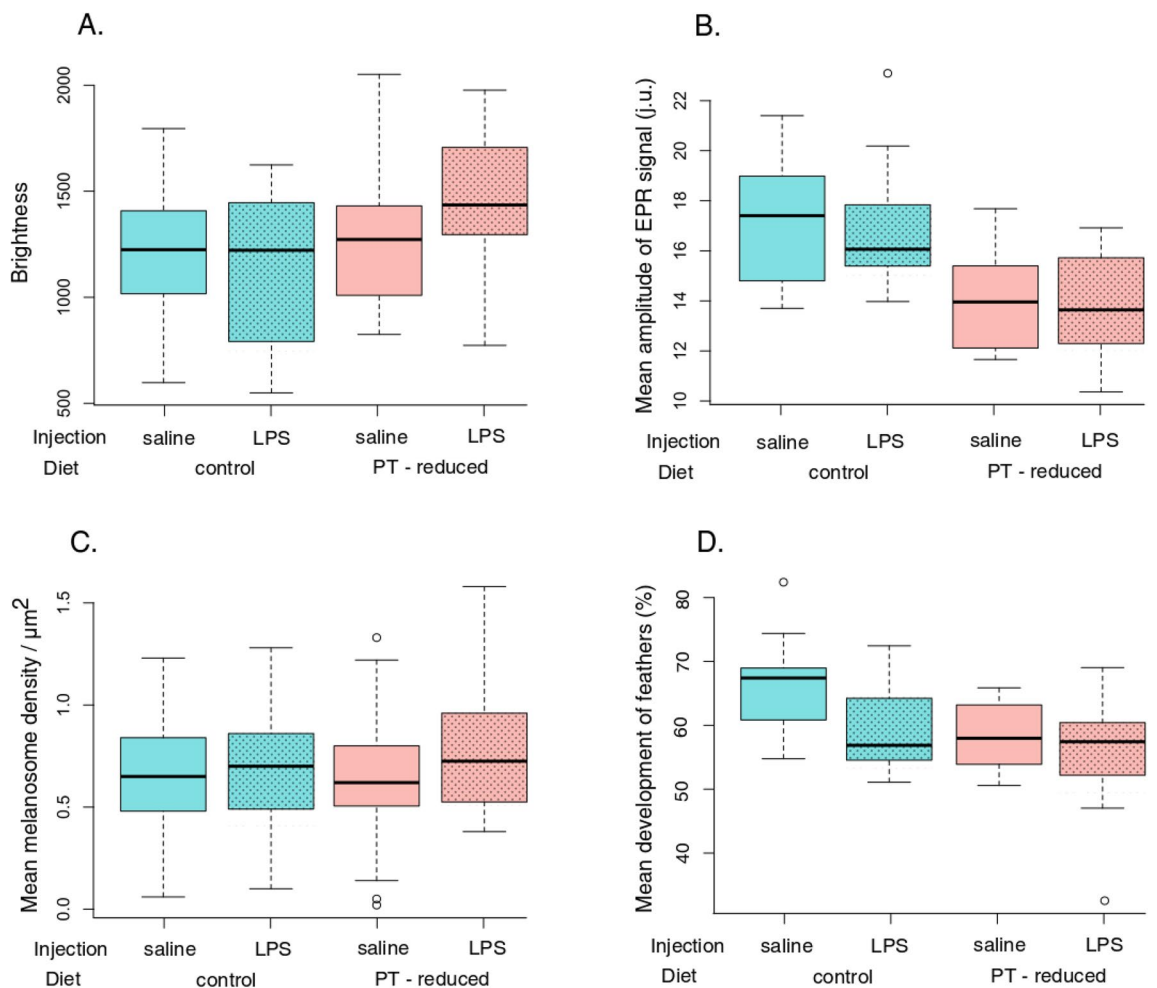 A.
Brightness
2000
1500
1000
500
Injection saline LPS saline LPS
Diet control PT - reduced
B.
Mean amplitude of EPR signal (j.u.)
22
20
18
16
14
12
10
Injection saline LPS saline LPS
Diet control PT - reduced
C.
Mean melanosome density / µm²
1.5
1.0
0.5
0.0
Injection saline LPS saline LPS
Diet control PT - reduced
D.
Mean development of feathers (%)
80
70
60
50
40
Injection saline LPS saline LPS
Diet control PT - reduced